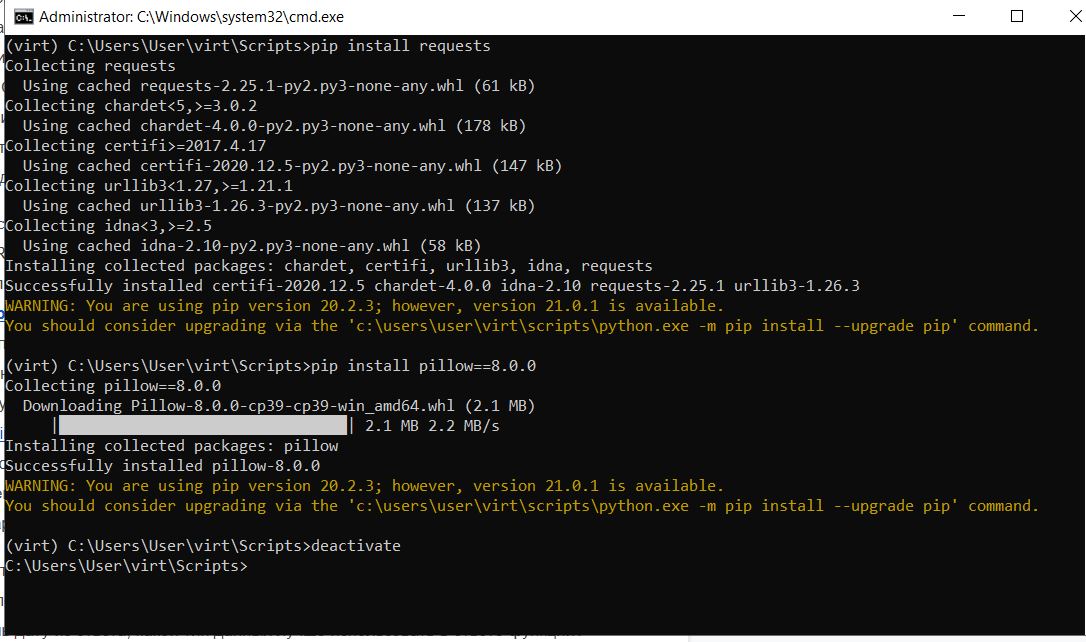 Administrator: C:\Windows\system32\cmd.exe
(virt) C:\Users\User\virt\Scripts>pip install requests
Collecting requests
  Using cached requests-2.25.1-py2.py3-none-any.whl (61 kB)
Collecting chardet<5,>=3.0.2
  Using cached chardet-4.0.0-py2.py3-none-any.whl (178 kB)
Collecting certifi>=2017.4.17
  Using cached certifi-2020.12.5-py2.py3-none-any.whl (147 kB)
Collecting urllib3<1.27,>=1.21.1
  Using cached urllib3-1.26.3-py2.py3-none-any.whl (137 kB)
Collecting idna<3,>=2.5
  Using cached idna-2.10-py2.py3-none-any.whl (58 kB)
Installing collected packages: chardet, certifi, urllib3, idna, requests
Successfully installed certifi-2020.12.5 chardet-4.0.0 idna-2.10 requests-2.25.1 urllib3-1.26.3
WARNING: You are using pip version 20.2.3; however, version 21.0.1 is available.
You should consider upgrading via the 'c:\users\user\virt\scripts\python.exe -m pip install --upgrade pip' command.
(virt) C:\Users\User\virt\Scripts>pip install pillow==8.0.0
Collecting pillow==8.0.0
  Downloading Pillow-8.0.0-cp39-cp39-win_amd64.whl (2.1 MB)
     |████████████████████████████████| 2.1 MB 2.2 MB/s
Installing collected packages: pillow
Successfully installed pillow-8.0.0
WARNING: You are using pip version 20.2.3; however, version 21.0.1 is available.
You should consider upgrading via the 'c:\users\user\virt\scripts\python.exe -m pip install --upgrade pip' command.
(virt) C:\Users\User\virt\Scripts>deactivate
C:\Users\User\virt\Scripts>